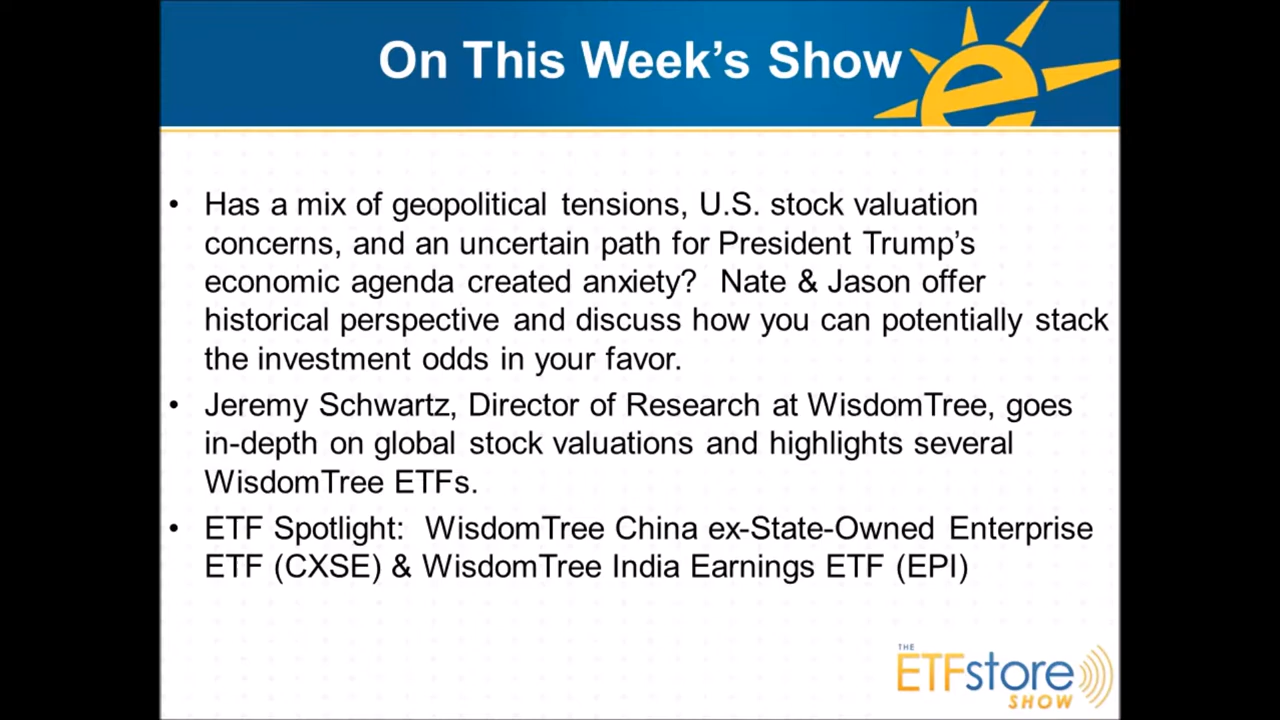 On This Week’s Show
e
• Has a mix of geopolitical tensions, U.S. stock valuation
concerns, and an uncertain path for President Trump’s
economic agenda created anxiety?  Nate & Jason offer
historical perspective and discuss how you can potentially stack
the investment odds in your favor.
• Jeremy Schwartz, Director of Research at WisdomTree, goes
in-depth on global stock valuations and highlights several
WisdomTree ETFs.
• ETF Spotlight:  WisdomTree China ex-State-Owned Enterprise
ETF (CXSE) & WisdomTree India Earnings ETF (EPI)
THE
ETFstore
SHOW